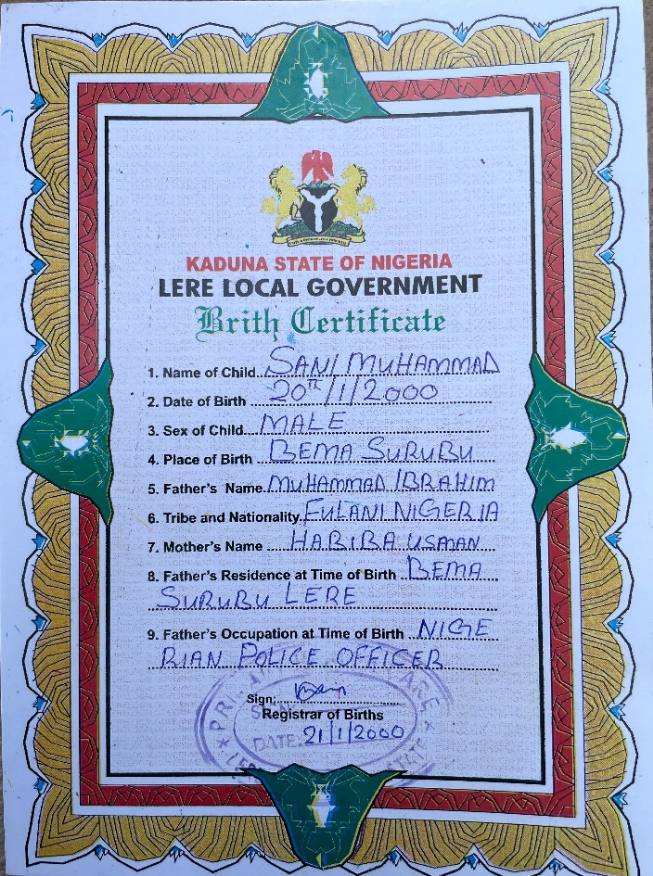 KADUNA STATE OF NIGERIA
LERE LOCAL GOVERNMENT
Brith Certificate
1. Name of Child SANI MUHAMMAD
2. Date of Birth 20TH/1/2000
3. Sex of Child MALE
4. Place of Birth BEMA SURUBU
5. Father's Name MUHAMMAD IBRAHIM
6. Tribe and Nationality FULANI NIGERIA
7. Mother's Name HABIBA USMAN
8. Father's Residence at Time of Birth BEMA
SURUBU LERE
9. Father's Occupation at Time of Birth NIGE
RIAN POLICE OFFICER
Sign:
Registrar of Births
DATE 21/1/2000